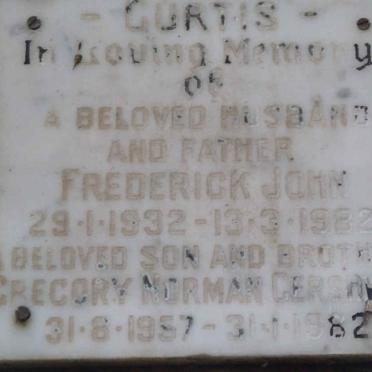 - CURTIS -
In Loving Memory
of
A BELOVED HUSBAND
AND FATHER
FREDERICK JOHN
29·1·1932-13·3·1982
A BELOVED SON AND BROTH
GREGORY NORMAN
31·8·1957-31·1·1982